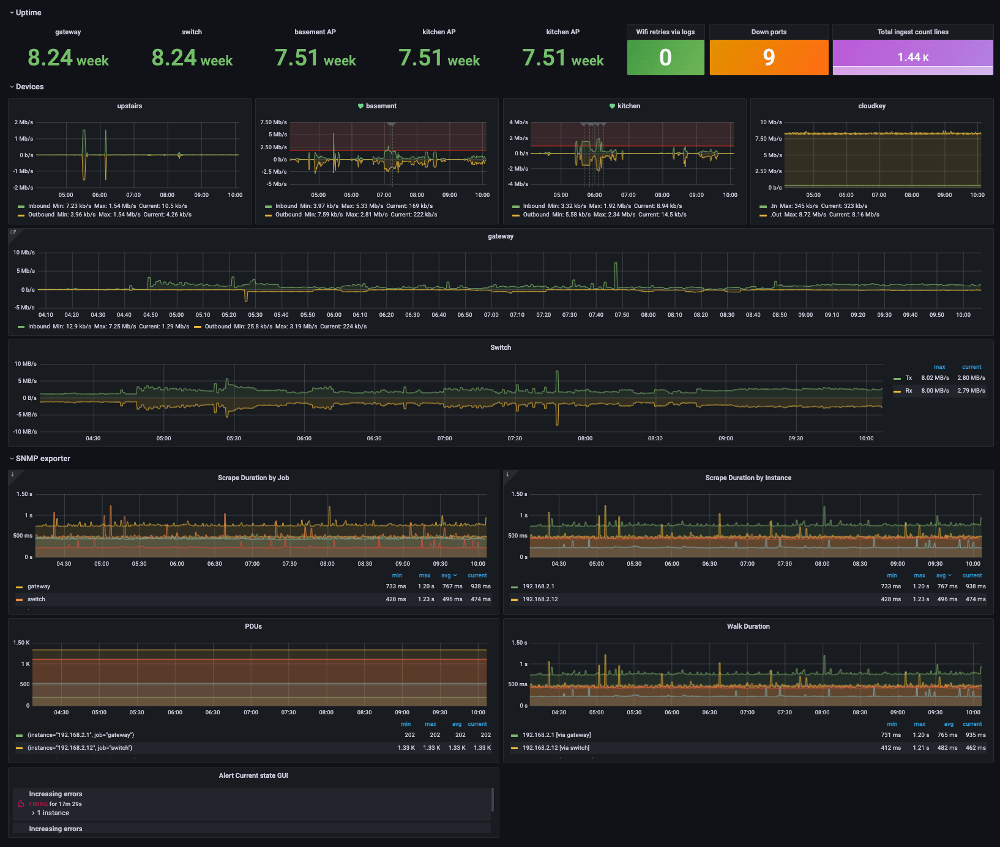 Uptime
gateway
8.24 week
switch
8.24 week
basement AP
7.51 week
kitchen AP
7.51 week
kitchen AP
7.51 week
Wifi retries via logs
0
Down ports
9
Total ingest count lines
1.44 K
Devices
upstairs
2 Mb/s
1 Mb/s
0 b/s
-1 Mb/s
-2 Mb/s
05:00 06:00 07:00 08:00 09:00 10:00
Inbound Min: 7.23 kb/s Max: 1.54 Mb/s Current: 10.5 kb/s
Outbound Min: 3.96 kb/s Max: 1.54 Mb/s Current: 4.26 kb/s
basement
7.50 Mb/s
5 Mb/s
2.50 Mb/s
0 b/s
-2.5 Mb/s
-5 Mb/s
05:00 06:00 07:00 08:00 09:00 10:00
Inbound Min: 3.97 kb/s Max: 5.33 Mb/s Current: 169 kb/s
Outbound Min: 7.59 kb/s Max: 2.81 Mb/s Current: 222 kb/s
kitchen
4 Mb/s
2 Mb/s
0 b/s
-2 Mb/s
-4 Mb/s
05:00 06:00 07:00 08:00 09:00 10:00
Inbound Min: 3.32 kb/s Max: 1.92 Mb/s Current: 8.94 kb/s
Outbound Min: 5.58 kb/s Max: 2.34 Mb/s Current: 14.5 kb/s
cloudkey
10 Mb/s
7.50 Mb/s
5 Mb/s
2.50 Mb/s
0 b/s
05:00 06:00 07:00 08:00 09:00 10:00
.In Max: 345 kb/s Current: 323 kb/s
.Out Max: 8.72 Mb/s Current: 8.16 Mb/s
gateway
10 Mb/s
5 Mb/s
0 b/s
-5 Mb/s
04:10 04:20 04:30 04:40 04:50 05:00 05:10 05:20 05:30 05:40 05:50 06:00 06:10 06:20 06:30 06:40 06:50 07:00 07:10 07:20 07:30 07:40 07:50 08:00 08:10 08:20 08:30 08:40 08:50 09:00 09:10 09:20 09:30 09:40 09:50 10:00
Inbound Min: 12.9 kb/s Max: 7.25 Mb/s Current: 1.29 Mb/s Outbound Min: 25.8 kb/s Max: 3.19 Mb/s Current: 224 kb/s
Switch
10 MB/s
5 MB/s
0 B/s
-5 MB/s
-10 MB/s
04:30 05:00 05:30 06:00 06:30 07:00 07:30 08:00 08:30 09:00 09:30 10:00
max current
Tx 8.02 MB/s 2.80 MB/s
Rx 8.00 MB/s 2.79 MB/s
SNMP exporter
Scrape Duration by Job
1.50 s
1 s
500 ms
0 s
04:30 05:00 05:30 06:00 06:30 07:00 07:30 08:00 08:30 09:00 09:30 10:00
min max avg current
gateway 733 ms 1.20 s 767 ms 938 ms
switch 428 ms 1.23 s 496 ms 474 ms
Scrape Duration by Instance
1.50 s
1 s
500 ms
0 s
04:30 05:00 05:30 06:00 06:30 07:00 07:30 08:00 08:30 09:00 09:30 10:00
min max avg current
192.168.2.1 733 ms 1.20 s 767 ms 938 ms
192.168.2.12 428 ms 1.23 s 496 ms 474 ms
PDUs
1.50 K
1 K
500
0
04:30 05:00 05:30 06:00 06:30 07:00 07:30 08:00 08:30 09:00 09:30 10:00
min max avg current
{instance="192.168.2.1", job="gateway"} 202 202 202 202
{instance="192.168.2.12", job="switch"} 1.33 K 1.33 K 1.33 K 1.33 K
Walk Duration
1.50 s
1 s
500 ms
0 s
04:30 05:00 05:30 06:00 06:30 07:00 07:30 08:00 08:30 09:00 09:30 10:00
min max avg current
192.168.2.1 [via gateway] 731 ms 1.20 s 765 ms 935 ms
192.168.2.12 [via switch] 412 ms 1.21 s 482 ms 462 ms
Alert Current state GUI
Increasing errors
FIRING for 17m 29s
1 instance
Increasing errors